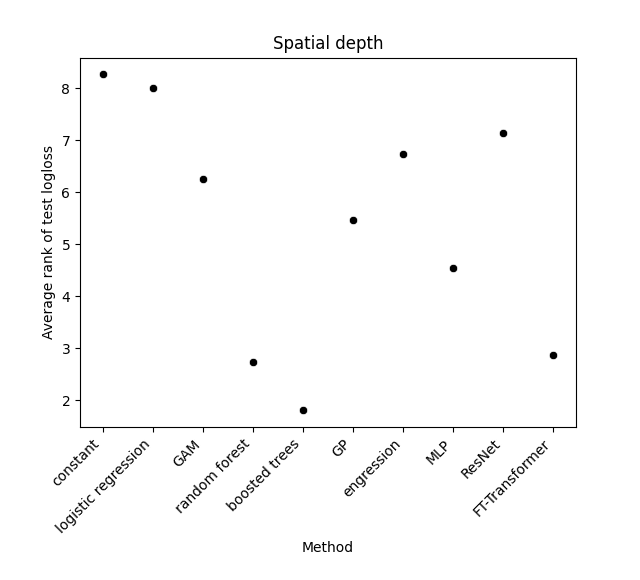 Spatial depth
Average rank of test logloss
8
7
6
5
4
3
2
constant
logistic regression
GAM
random forest
boosted trees
GP
engression
MLP
ResNet
FT-Transformer
Method